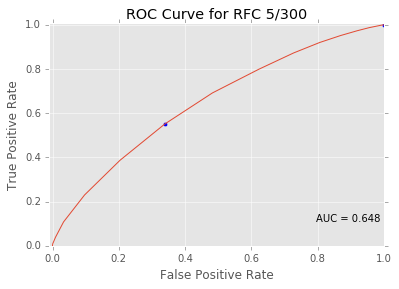 ROC Curve for RFC 5/300
1.0
0.8
0.6
0.4
0.2
0.0
True Positive Rate
AUC = 0.648
0.0 0.2 0.4 0.6 0.8 1.0
False Positive Rate